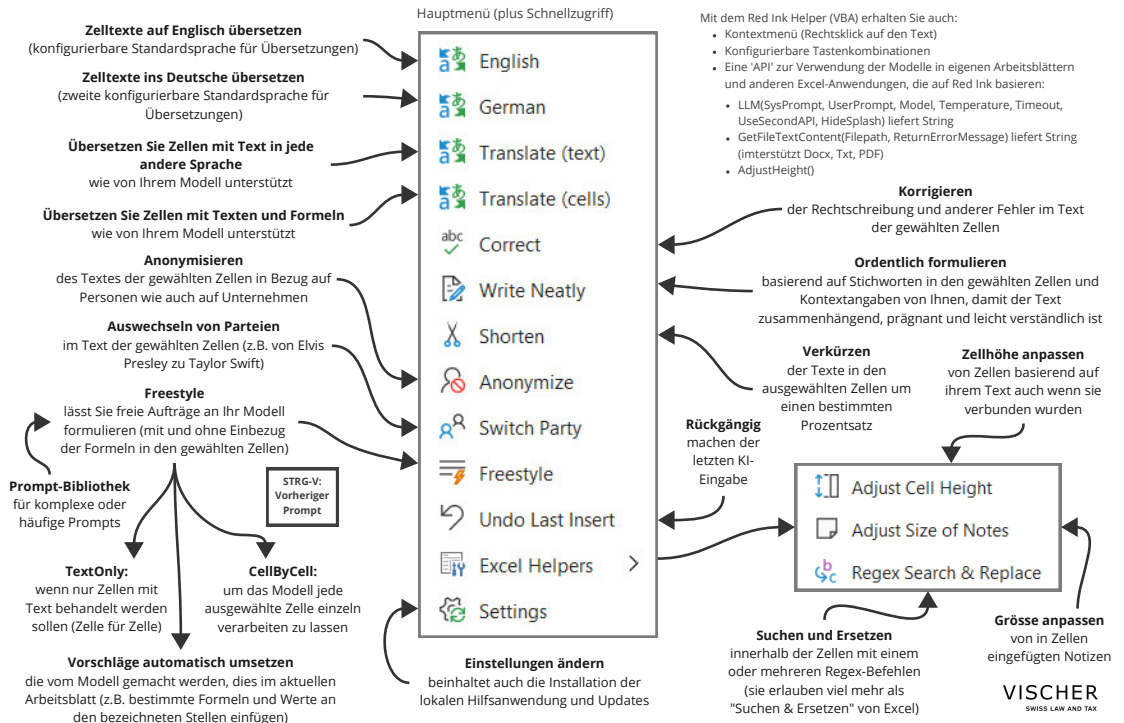 Hauptmenü (plus Schnellzugriff)
Zelltexte auf Englisch übersetzen
(konfigurierbare Standardsprache für Übersetzungen)
Zelltexte ins Deutsche übersetzen
(zweite konfigurierbare Standardsprache für
Übersetzungen)
Übersetzen Sie Zellen mit Text in jede
andere Sprache
wie von Ihrem Modell unterstützt
Übersetzen Sie Zellen mit Texten und Formeln
wie von Ihrem Modell unterstützt
Anonymisieren
des Textes der gewählten Zellen in Bezug auf
Personen wie auch auf Unternehmen
Auswechseln von Parteien
im Text der gewählten Zellen (z.B. von Elvis
Presley zu Taylor Swift)
Freestyle
lässt Sie freie Aufträge an Ihr Modell
formulieren (mit und ohne Einbezug
der Formeln in den gewählten Zellen)
Prompt-Bibliothek
für komplexe oder
häufige Prompts
STRG-V:
Vorheriger
Prompt
TextOnly:
wenn nur Zellen mit
Text behandelt werden
sollen (Zelle für Zelle)
CellByCell:
um das Modell jede
ausgewählte Zelle einzeln
verarbeiten zu lassen
Vorschläge automatisch umsetzen
die vom Modell gemacht werden, dies im aktuellen
Arbeitsblatt (z.B. bestimmte Formeln und Werte an
den bezeichneten Stellen einfügen)
English
German
Translate (text)
Translate (cells)
abc
Correct
Write Neatly
Shorten
Anonymize
Switch Party
Freestyle
Undo Last Insert
Excel Helpers
Settings
Einstellungen ändern
beinhaltet auch die Installation der
lokalen Hilfsanwendung und Updates
Mit dem Red Ink Helper (VBA) erhalten Sie auch:
• Kontextmenü (Rechtsklick auf den Text)
• Konfigurierbare Tastenkombinationen
• Eine 'API' zur Verwendung der Modelle in eigenen Arbeitsblättern
und anderen Excel-Anwendungen, die auf Red Ink basieren:
• LLM(SysPrompt, UserPrompt, Model, Temperature, Timeout,
UseSecondAPI, HideSplash) liefert String
• GetFileTextContent(Filepath, ReturnErrorMessage) liefert String
(imterstützt Docx, Txt, PDF)
• AdjustHeight()
Korrigieren
der Rechtschreibung und anderer Fehler im Text
der gewählten Zellen
Ordentlich formulieren
basierend auf Stichworten in den gewählten Zellen und
Kontextangaben von Ihnen, damit der Text
zusammenhängend, prägnant und leicht verständlich ist
Verkürzen
der Texte in den
ausgewählten Zellen um
einen bestimmten
Prozentsatz
Zellhöhe anpassen
von Zellen basierend auf
ihrem Text auch wenn sie
verbunden wurden
Rückgängig
machen der
letzten KI-
Eingabe
Adjust Cell Height
Adjust Size of Notes
b
c
Regex Search & Replace
Suchen und Ersetzen
innerhalb der Zellen mit einem
oder mehreren Regex-Befehlen
(sie erlauben viel mehr als
"Suchen & Ersetzen" von Excel)
Grösse anpassen
von in Zellen
eingefügten Notizen
VISCHER
SWISS LAW AND TAX